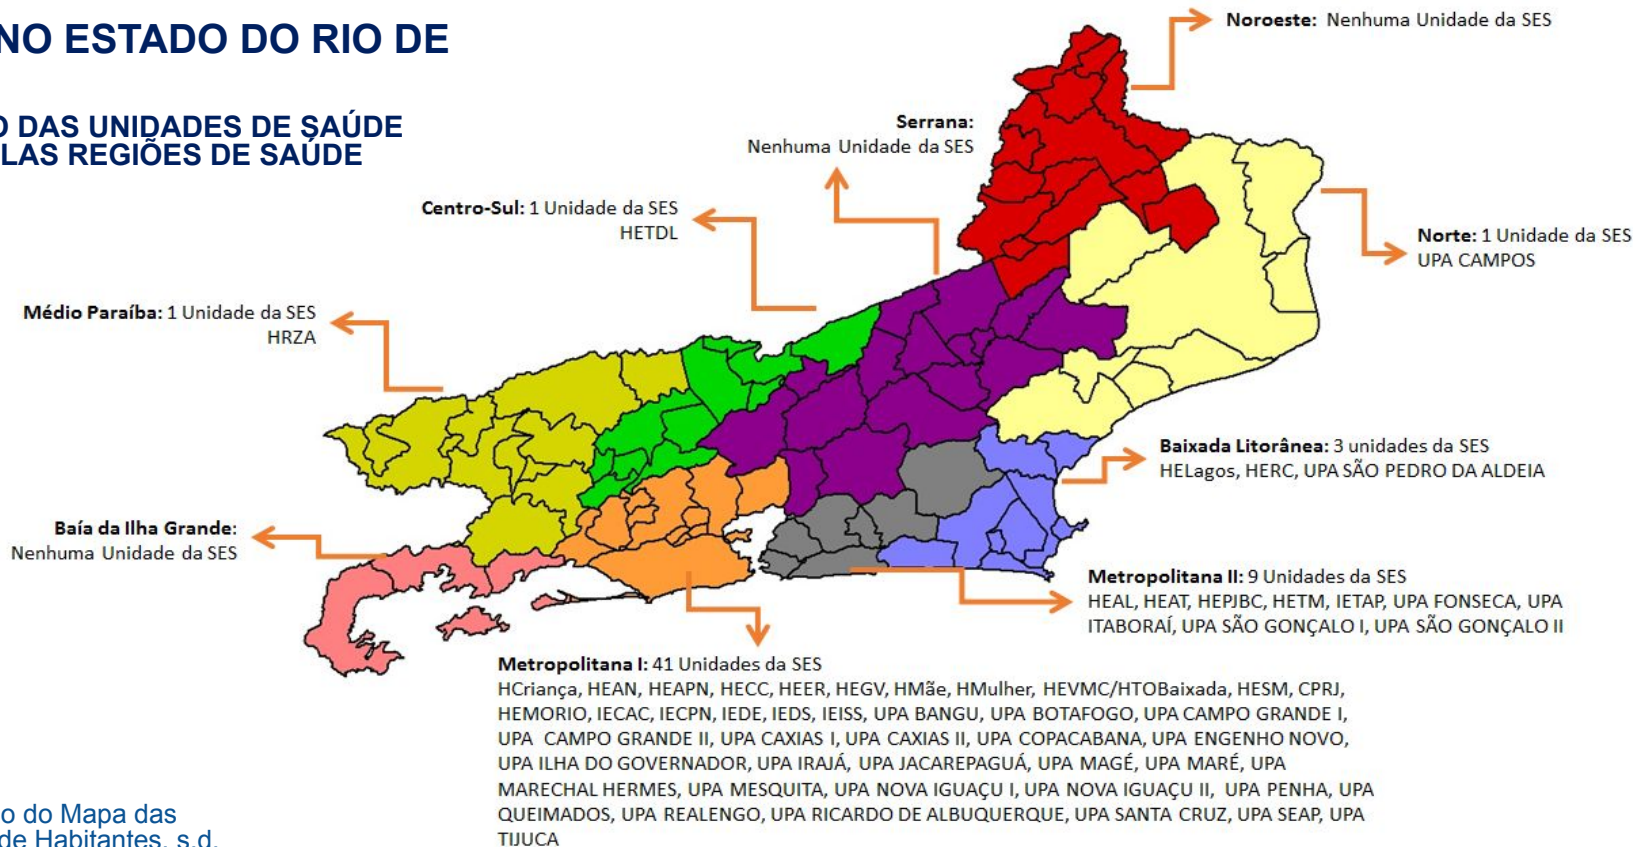 NO ESTADO DO RIO DE
O DAS UNIDADES DE SAÚDE
LAS REGIÕES DE SAÚDE
Noroeste: Nenhuma Unidade da SES
Serrana:
Nenhuma Unidade da SES
Centro-Sul: 1 Unidade da SES
HETDL
Norte: 1 Unidade da SES
UPA CAMPOS
Médio Paraíba: 1 Unidade da SES
HRZA
Baixada Litorânea: 3 unidades da SES
HELagos, HERC, UPA SÃO PEDRO DA ALDEIA
Baía da Ilha Grande:
Nenhuma Unidade da SES
Metropolitana II: 9 Unidades da SES
HEAL, HEAT, HEPJBC, HETM, IETAP, UPA FONSECA, UPA
ITABORAÍ, UPA SÃO GONÇALO I, UPA SÃO GONÇALO II
Metropolitana I: 41 Unidades da SES
HCriança, HEAN, HEAPN, HECC, HEER, HEGV, HMãe, HMulher, HEVMC/HTOBaixada, HESM, CPRJ,
HEMORIO, IECAC, IECPN, IEDE, IEDS, IEISS, UPA BANGU, UPA BOTAFOGO, UPA CAMPO GRANDE I,
UPA CAMPO GRANDE II, UPA CAXIAS I, UPA CAXIAS II, UPA COPACABANA, UPA ENGENHO NOVO,
UPA ILHA DO GOVERNADOR, UPA IRAJÁ, UPA JACAREPAGUÁ, UPA MAGÉ, UPA MARÉ, UPA
MARECHAL HERMES, UPA MESQUITA, UPA NOVA IGUAÇU I, UPA NOVA IGUAÇU II, UPA PENHA, UPA
QUEIMADOS, UPA REALENGO, UPA RICARDO DE ALBUQUERQUE, UPA SANTA CRUZ, UPA SEAP, UPA
TIJUCA
o do Mapa das
de Habitantes, s.d.